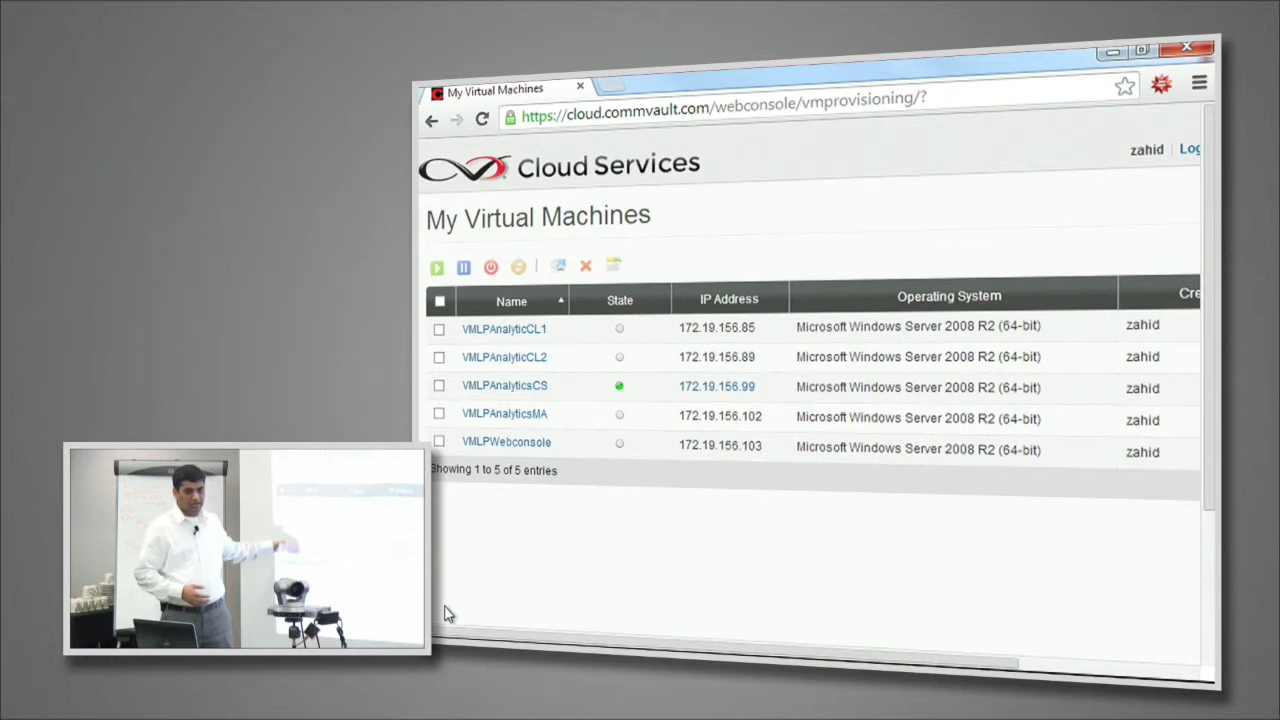 My Virtual Machines
https://cloud.commvault.com/webconsole/vmprovisioning/?
CV Cloud Services
zahid Log
My Virtual Machines
Name State IP Address Operating System Cre
VMLPAnalyticCL1 172.19.156.85 Microsoft Windows Server 2008 R2 (64-bit) zahid
VMLPAnalyticCL2 172.19.156.89 Microsoft Windows Server 2008 R2 (64-bit) zahid
VMLPAnalyticsCS 172.19.156.99 Microsoft Windows Server 2008 R2 (64-bit) zahid
VMLPAnalyticsMA 172.19.156.102 Microsoft Windows Server 2008 R2 (64-bit) zahid
VMLPWebconsole 172.19.156.103 Microsoft Windows Server 2008 R2 (64-bit) zahid
Showing 1 to 5 of 5 entries